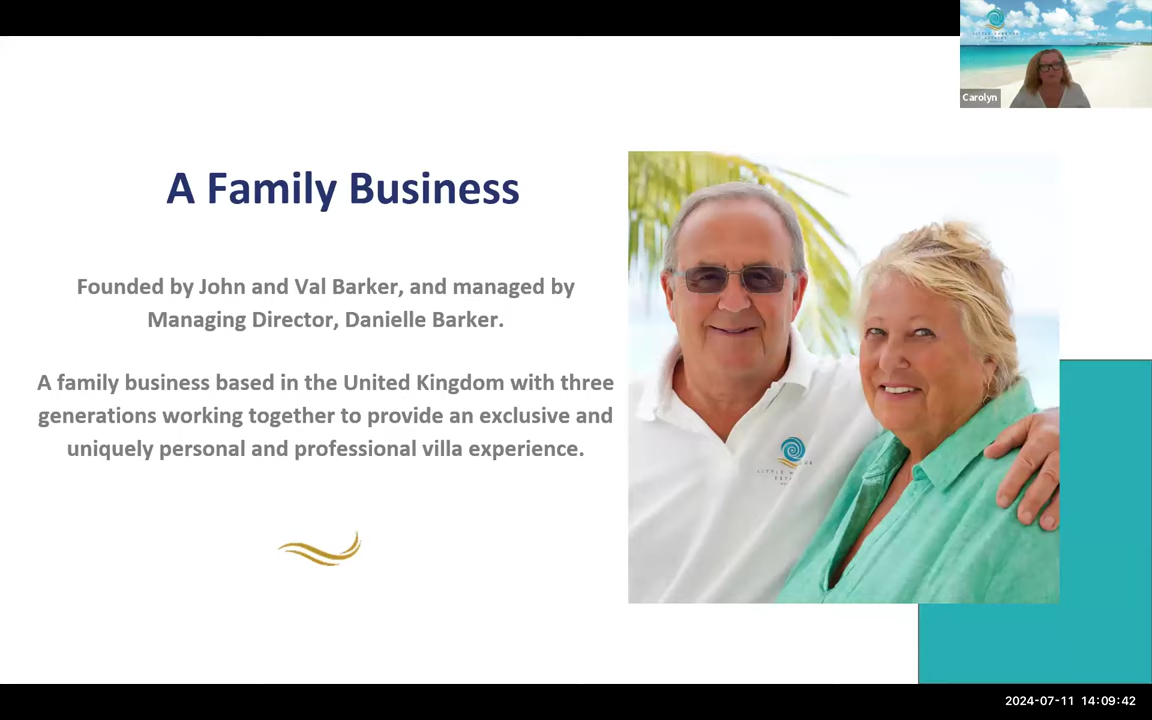 Carolyn
A Family Business
Founded by John and Val Barker, and managed by
Managing Director, Danielle Barker.
A family business based in the United Kingdom with three
generations working together to provide an exclusive and
uniquely personal and professional villa experience.
2024-07-11 14:09:42